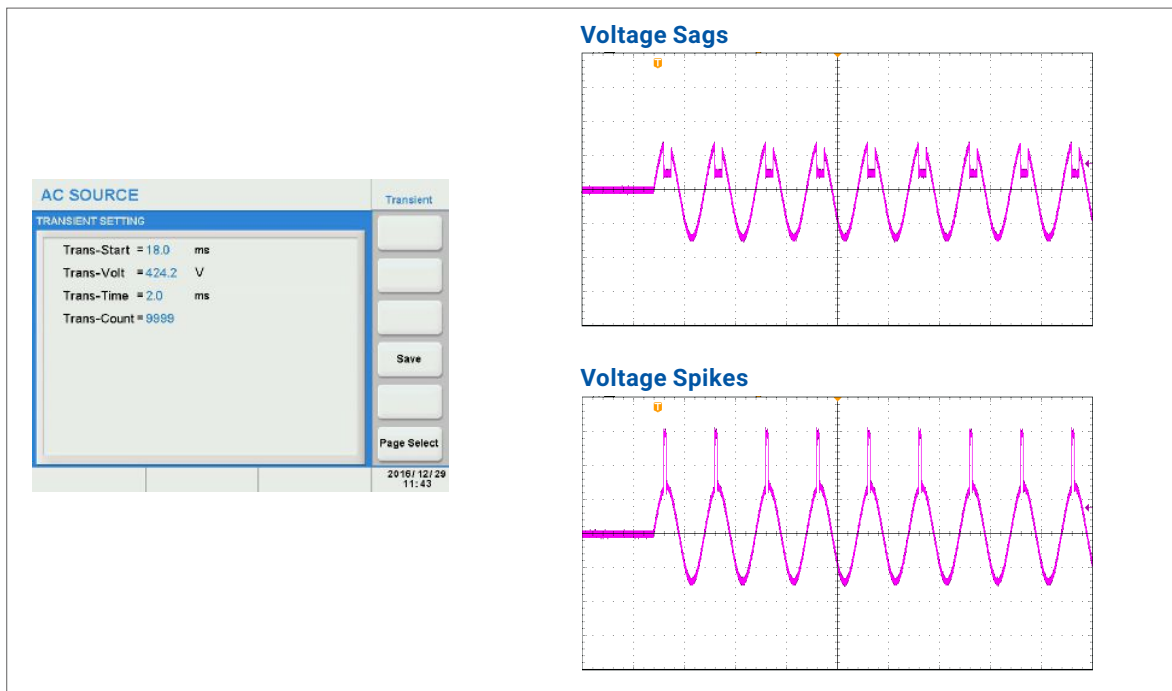 AC SOURCE
Transient
TRANSIENT SETTING
Trans-Start = 18.0 ms
Trans-Volt = 424.2 V
Trans-Time = 2.0 ms
Trans-Count = 9999
Save
Page Select
2016/12/29
11:43
Voltage Sags
T
Voltage Spikes
T